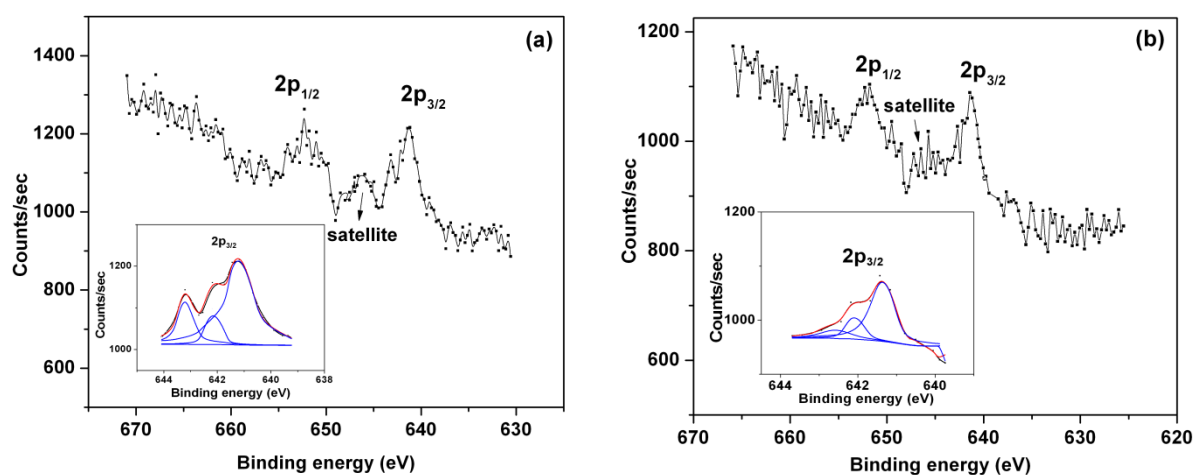 (a)
1400
1200
1000
800
600
Counts/sec
2p1/2
2p3/2
satellite
2p3/2
1200
1000
Counts/sec
644 642 640 638
Binding energy (eV)
670 660 650 640 630
Binding energy (eV)
(b)
1200
1000
800
600
Counts/sec
2p1/2
2p3/2
satellite
1200
1000
Counts/sec
2p3/2
644 642 640
Binding energy (eV)
670 660 650 640 630 620
Binding energy (eV)